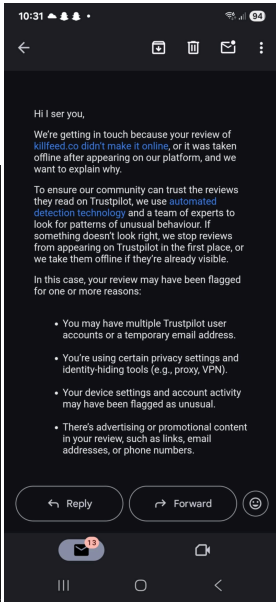 10:31
94
Hi I ser you,
We're getting in touch because your review of
killfeed.co didn't make it online, or it was taken
offline after appearing on our platform, and we
want to explain why.
To ensure our community can trust the reviews
they read on Trustpilot, we use automated
detection technology and a team of experts to
look for patterns of unusual behaviour. If
something doesn't look right, we stop reviews
from appearing on Trustpilot in the first place, or
we take them offline if they're already visible.
In this case, your review may have been flagged
for one or more reasons:
• You may have multiple Trustpilot user
accounts or a temporary email address.
• You're using certain privacy settings and
identity-hiding tools (e.g., proxy, VPN).
• Your device settings and account activity
may have been flagged as unusual.
• There's advertising or promotional content
in your review, such as links, email
addresses, or phone numbers.
Reply
Forward
13